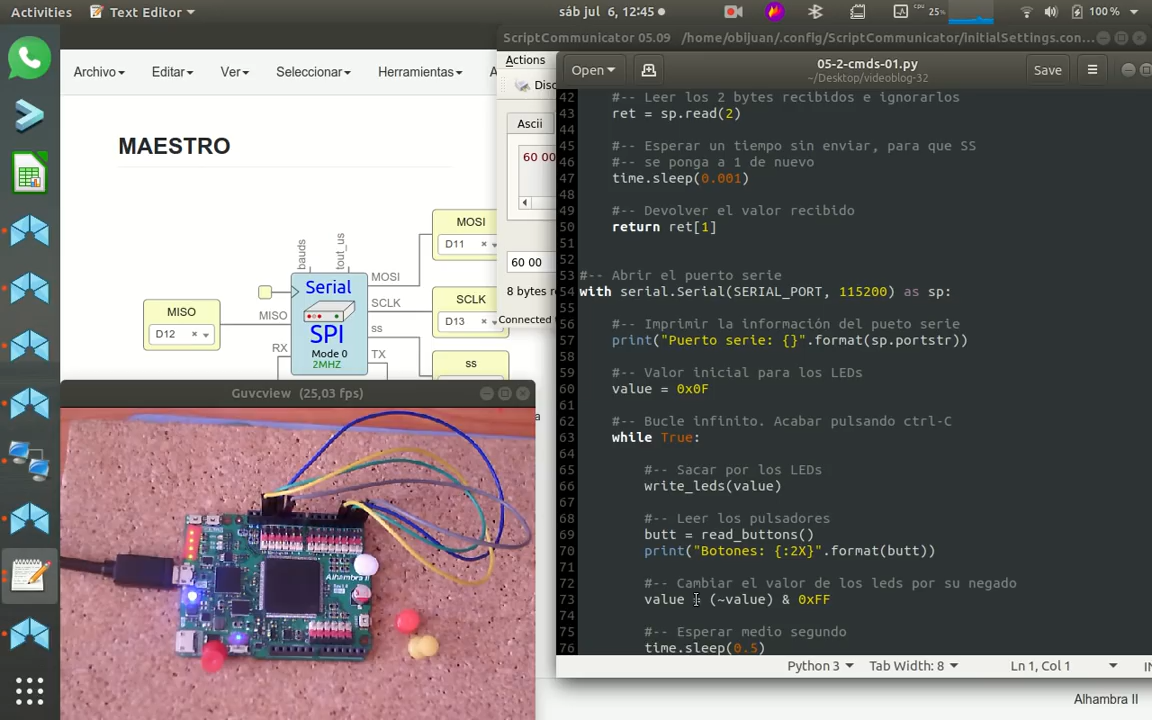 Activities
Text Editor
sáb jul 6, 12:45
cpu
25%
100 %
ScriptCommunicator 05.09
/home/obijuan/.config/ScriptCommunicator/InitialSettings.con...
Archivo
Editar
Ver
Seleccionar
Herramientas
A
Actions
Disc
Ascii
60 00
60 00
8 bytes re
Connected t
MAESTRO
bauds
tout_us
MOSI
D11
×
Serial
SPI
Mode 0
2MHZ
MOSI
SCLK
ss
TX
MISO
RX
MISO
D12
×
SCLK
D13
×
ss
Guvcview (25,03 fps)
Alhambra II
Open
05-2-cmds-01.py
~/Desktop/videoblog-32
Save
42 #-- Leer los 2 bytes recibidos e ignorarlos
43 ret = sp.read(2)
44
45 #-- Esperar un tiempo sin enviar, para que SS
46 #-- se ponga a 1 de nuevo
47 time.sleep(0.001)
48
49 #-- Devolver el valor recibido
50 return ret[1]
51
52
53 #-- Abrir el puerto serie
54 with serial.Serial(SERIAL_PORT, 115200) as sp:
55
56 #-- Imprimir la información del pueto serie
57 print("Puerto serie: {}".format(sp.portstr))
58
59 #-- Valor inicial para los LEDs
60 value = 0x0F
61
62 #-- Bucle infinito. Acabar pulsando ctrl-C
63 while True:
64
65 #-- Sacar por los LEDs
66 write_leds(value)
67
68 #-- Leer los pulsadores
69 butt = read_buttons()
70 print("Botones: {:2X}".format(butt))
71
72 #-- Cambiar el valor de los leds por su negado
73 value = (~value) & 0xFF
74
75 #-- Esperar medio segundo
76 time.sleep(0.5)
Python 3
Tab Width: 8
Ln 1, Col 1
IN
Alhambra II